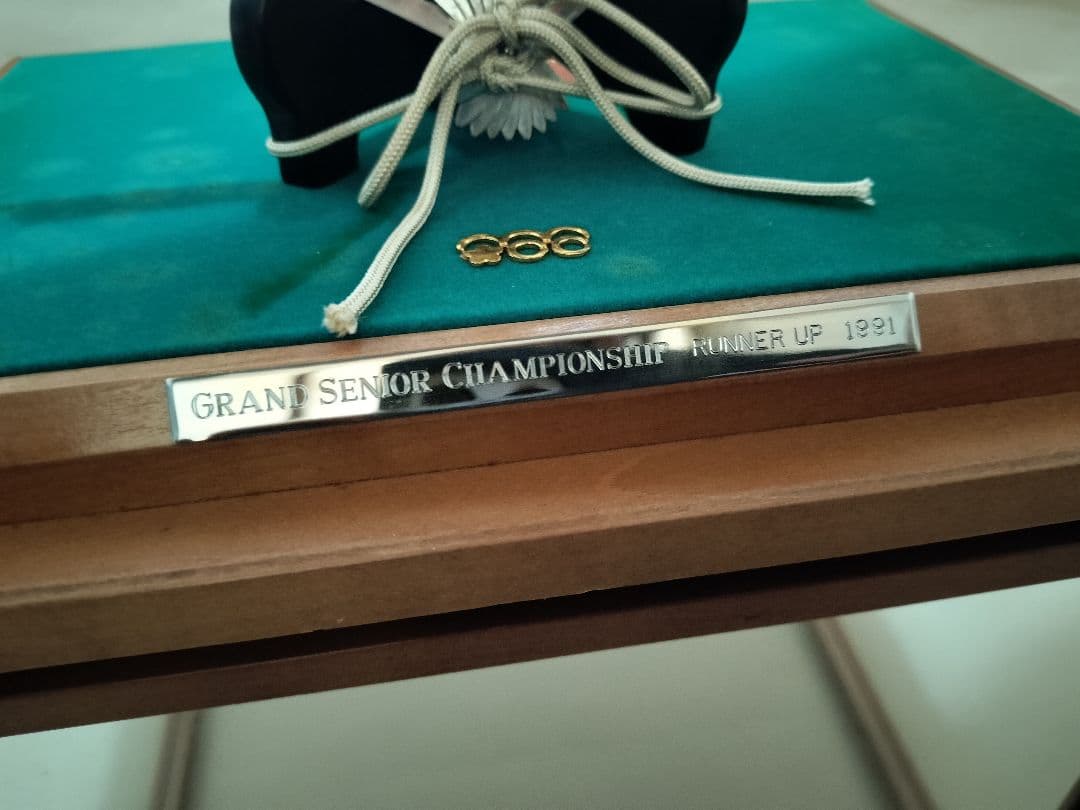 GRAND SENIOR CHAMPIONSHIP RUNNER UP 1991